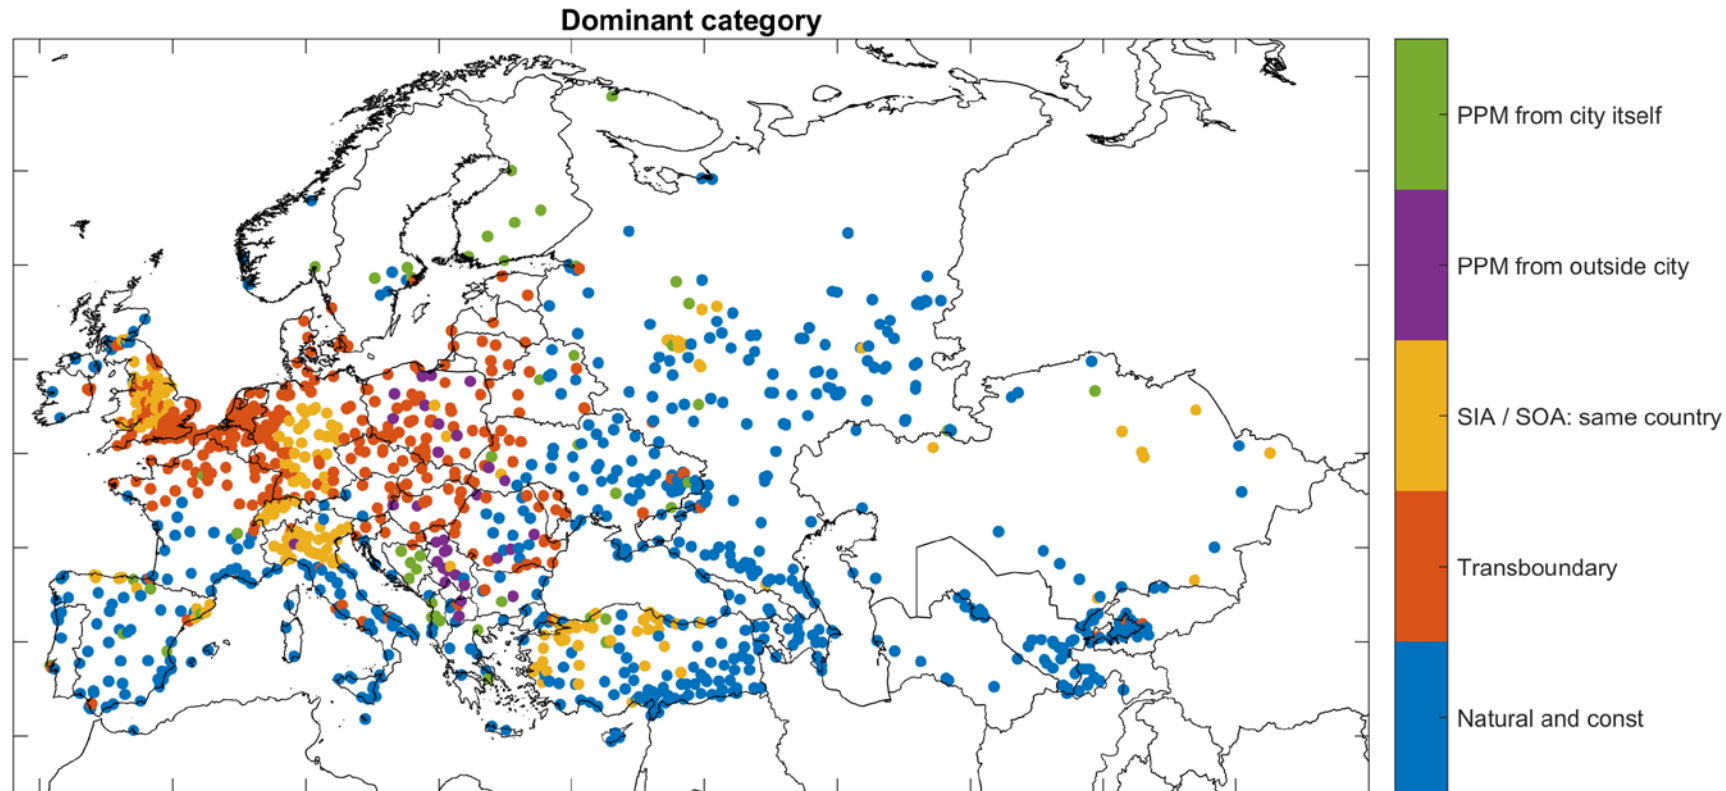 Dominant category
PPM from city itself
PPM from outside city
SIA / SOA: same country
Transboundary
Natural and const